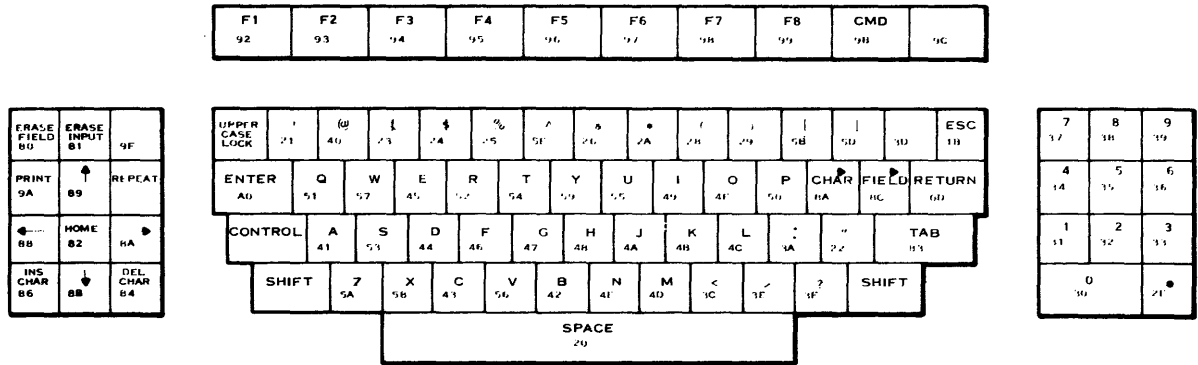 F1 F2 F3 F4 F5 F6 F7 F8 CMD
92 93 94 95 96 97 98 99 9B 9C
ERASE FIELD ERASE INPUT
80 81 9F
PRINT REPEAT
9A 89
HOME
88 82 8A
INS CHAR DEL CHAR
86 8B 84
UPPER CASE LOCK ! @ $ % ^ & * ( ) [ ] ESC
21 40 23 24 25 5E 26 2A 28 29 5B 5D 3D 1B
ENTER Q W E R T Y U I O P CHAR FIELD RETURN
A0 51 57 45 52 54 59 55 49 4F 50 8A 8C 0D
CONTROL A S D F G H J K L : " TAB
41 53 44 46 47 48 4A 4B 4C 3A 22 83
SHIFT Z X C V B N M < ? SHIFT
5A 58 43 56 42 4E 4D 3C 3E 3F
SPACE
20
7 8 9
37 38 39
4 5 6
34 35 36
1 2 3
31 32 33
0
30 2E